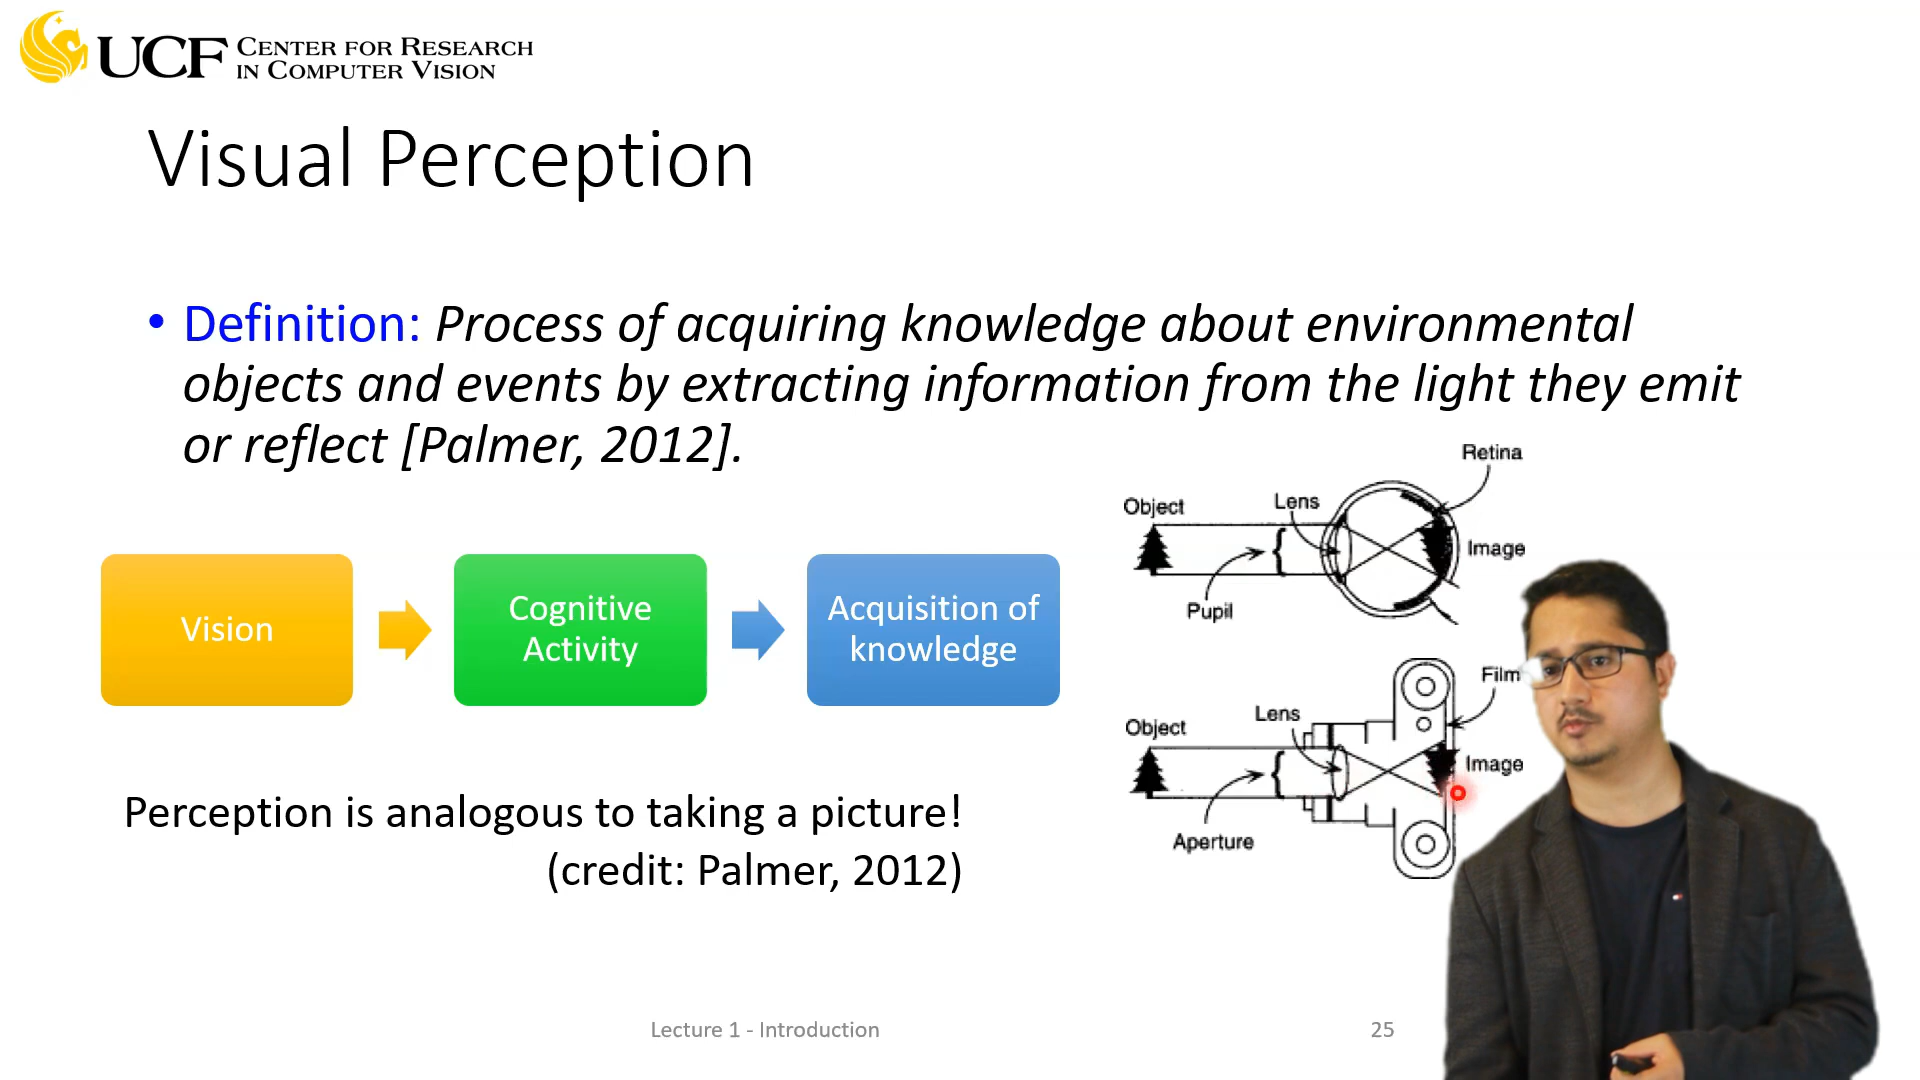 UCF CENTER FOR RESEARCH
IN COMPUTER VISION
Visual Perception
• Definition: Process of acquiring knowledge about environmental
objects and events by extracting information from the light they emit
or reflect [Palmer, 2012].
Vision
Cognitive
Activity
Acquisition of
knowledge
Perception is analogous to taking a picture!
(credit: Palmer, 2012)
Retina
Object
Lens
Image
Pupil
Film
Lens
Object
Image
Aperture
Lecture 1 - Introduction
25